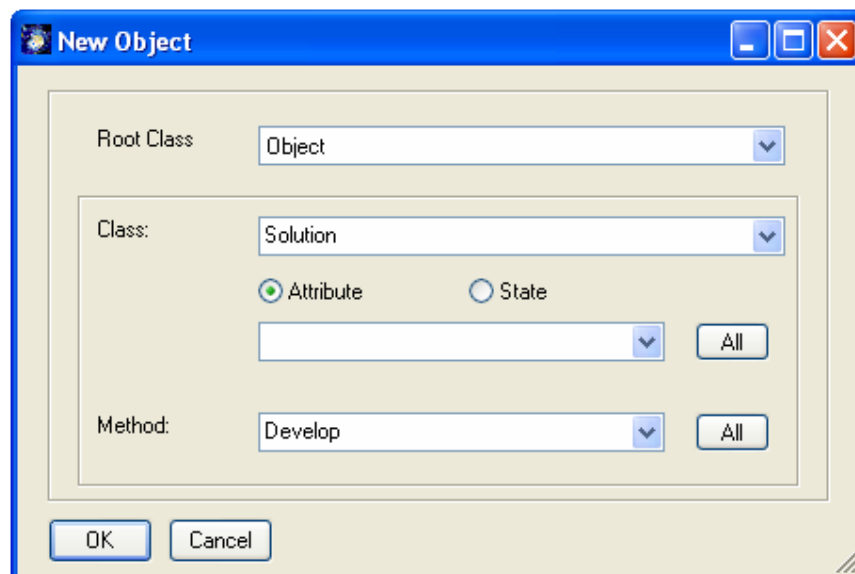 New Object
Root Class
Object
Class:
Solution
Attribute State
All
Method:
Develop
All
OK Cancel